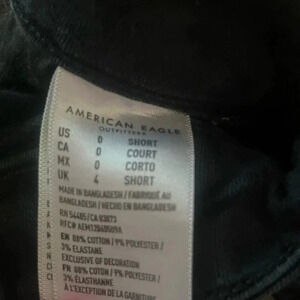 AMERICAN EAGLE
OUTFITTERS
US 0 SHORT
CA 0 COURT
MX 0 CORTO
UK 4 SHORT
MADE IN BANGLADESH / FABRIQUÉ AU
BANGLADESH / HECHO EN BANGLADESH
RN 54485 / CA 03873
EN 88% COTTON / 9% POLYESTER /
3% ELASTANE
EXCLUSIVE OF DECORATION
FR 88% COTON / 9% POLYESTER /
3% ÉLASTHANNE
À L'EXCEPTION DE LA GARNITURE